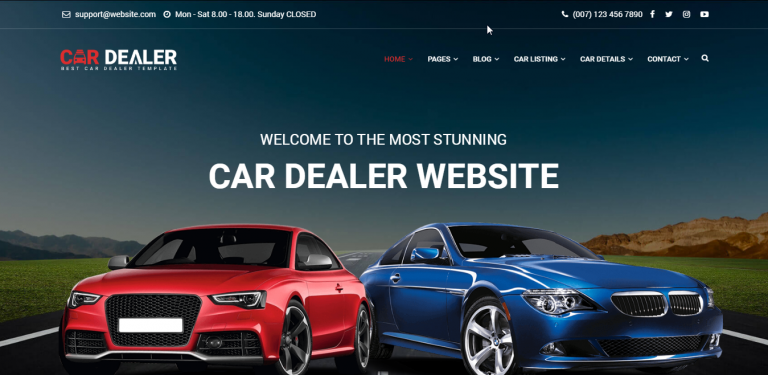 support@website.com Mon - Sat 8.00 - 18.00. Sunday CLOSED (007) 123 456 7890
CAR DEALER
BEST CAR DEALER TEMPLATE
HOME PAGES BLOG CAR LISTING CAR DETAILS CONTACT
WELCOME TO THE MOST STUNNING
CAR DEALER WEBSITE